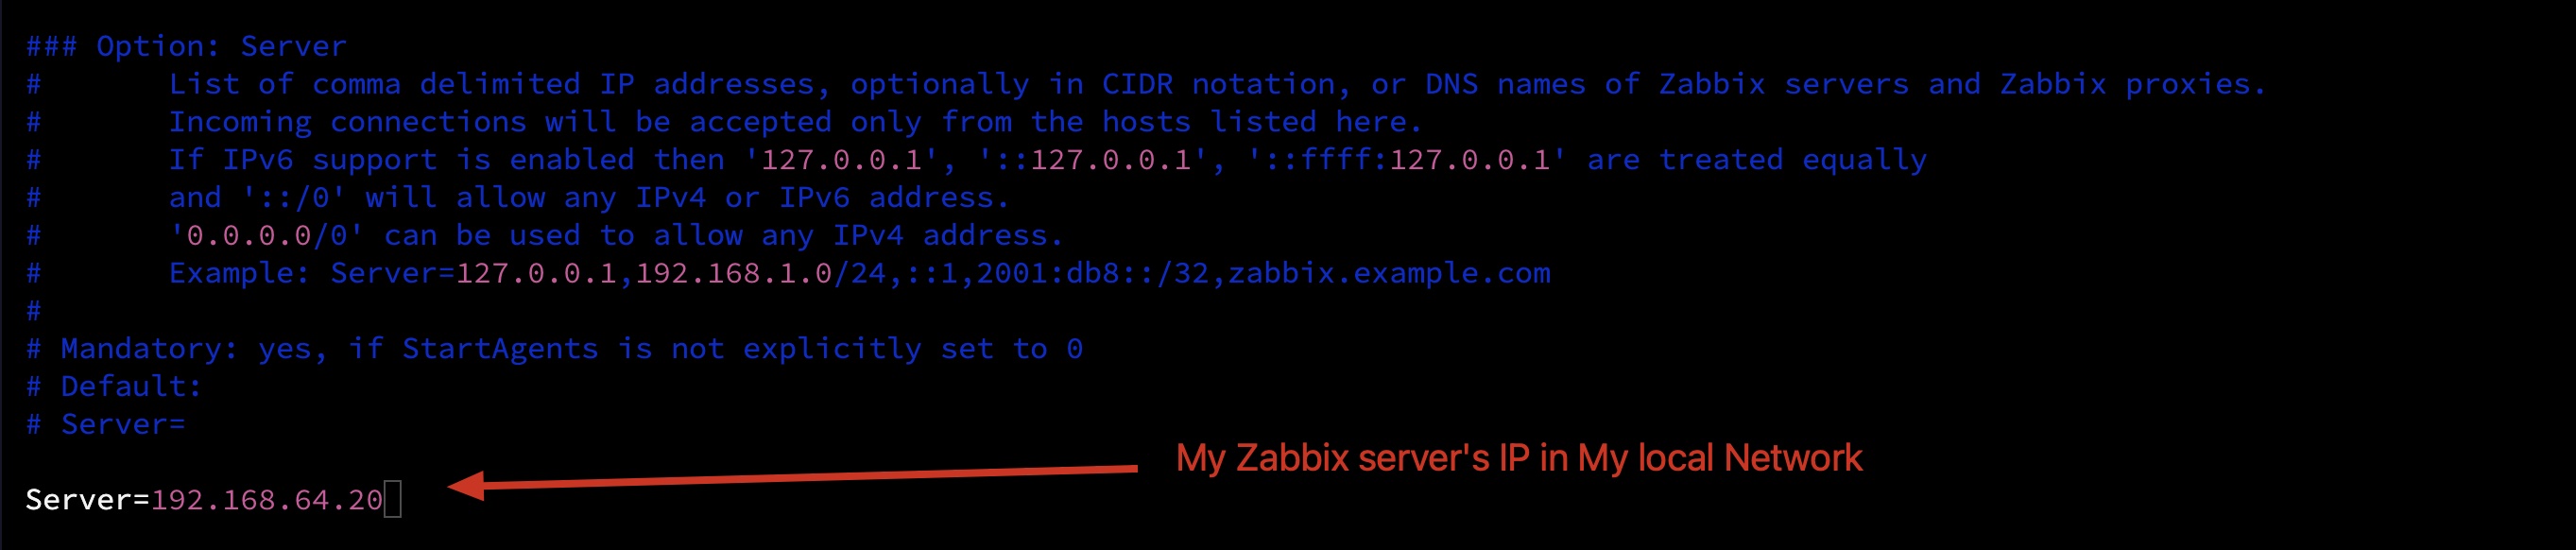 ### Option: Server
#       List of comma delimited IP addresses, optionally in CIDR notation, or DNS names of Zabbix servers and Zabbix proxies.
#       Incoming connections will be accepted only from the hosts listed here.
#       If IPv6 support is enabled then '127.0.0.1', '::127.0.0.1', '::ffff:127.0.0.1' are treated equally
#       and '::/0' will allow any IPv4 or IPv6 address.
#       '0.0.0.0/0' can be used to allow any IPv4 address.
#       Example: Server=127.0.0.1,192.168.1.0/24,::1,2001:db8::/32,zabbix.example.com
#
# Mandatory: yes, if StartAgents is not explicitly set to 0
# Default:
# Server=
My Zabbix server's IP in My local Network
Server=192.168.64.20